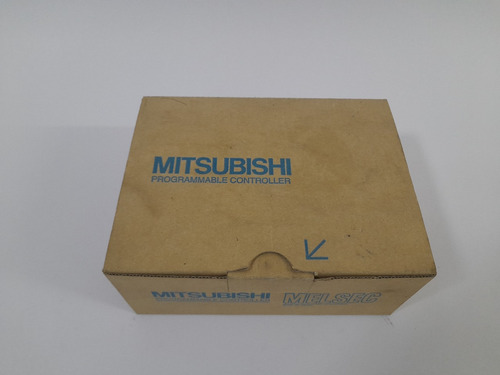 MITSUBISHI
PROGRAMMABLE CONTROLLER
MITSUBISHI MELSEC